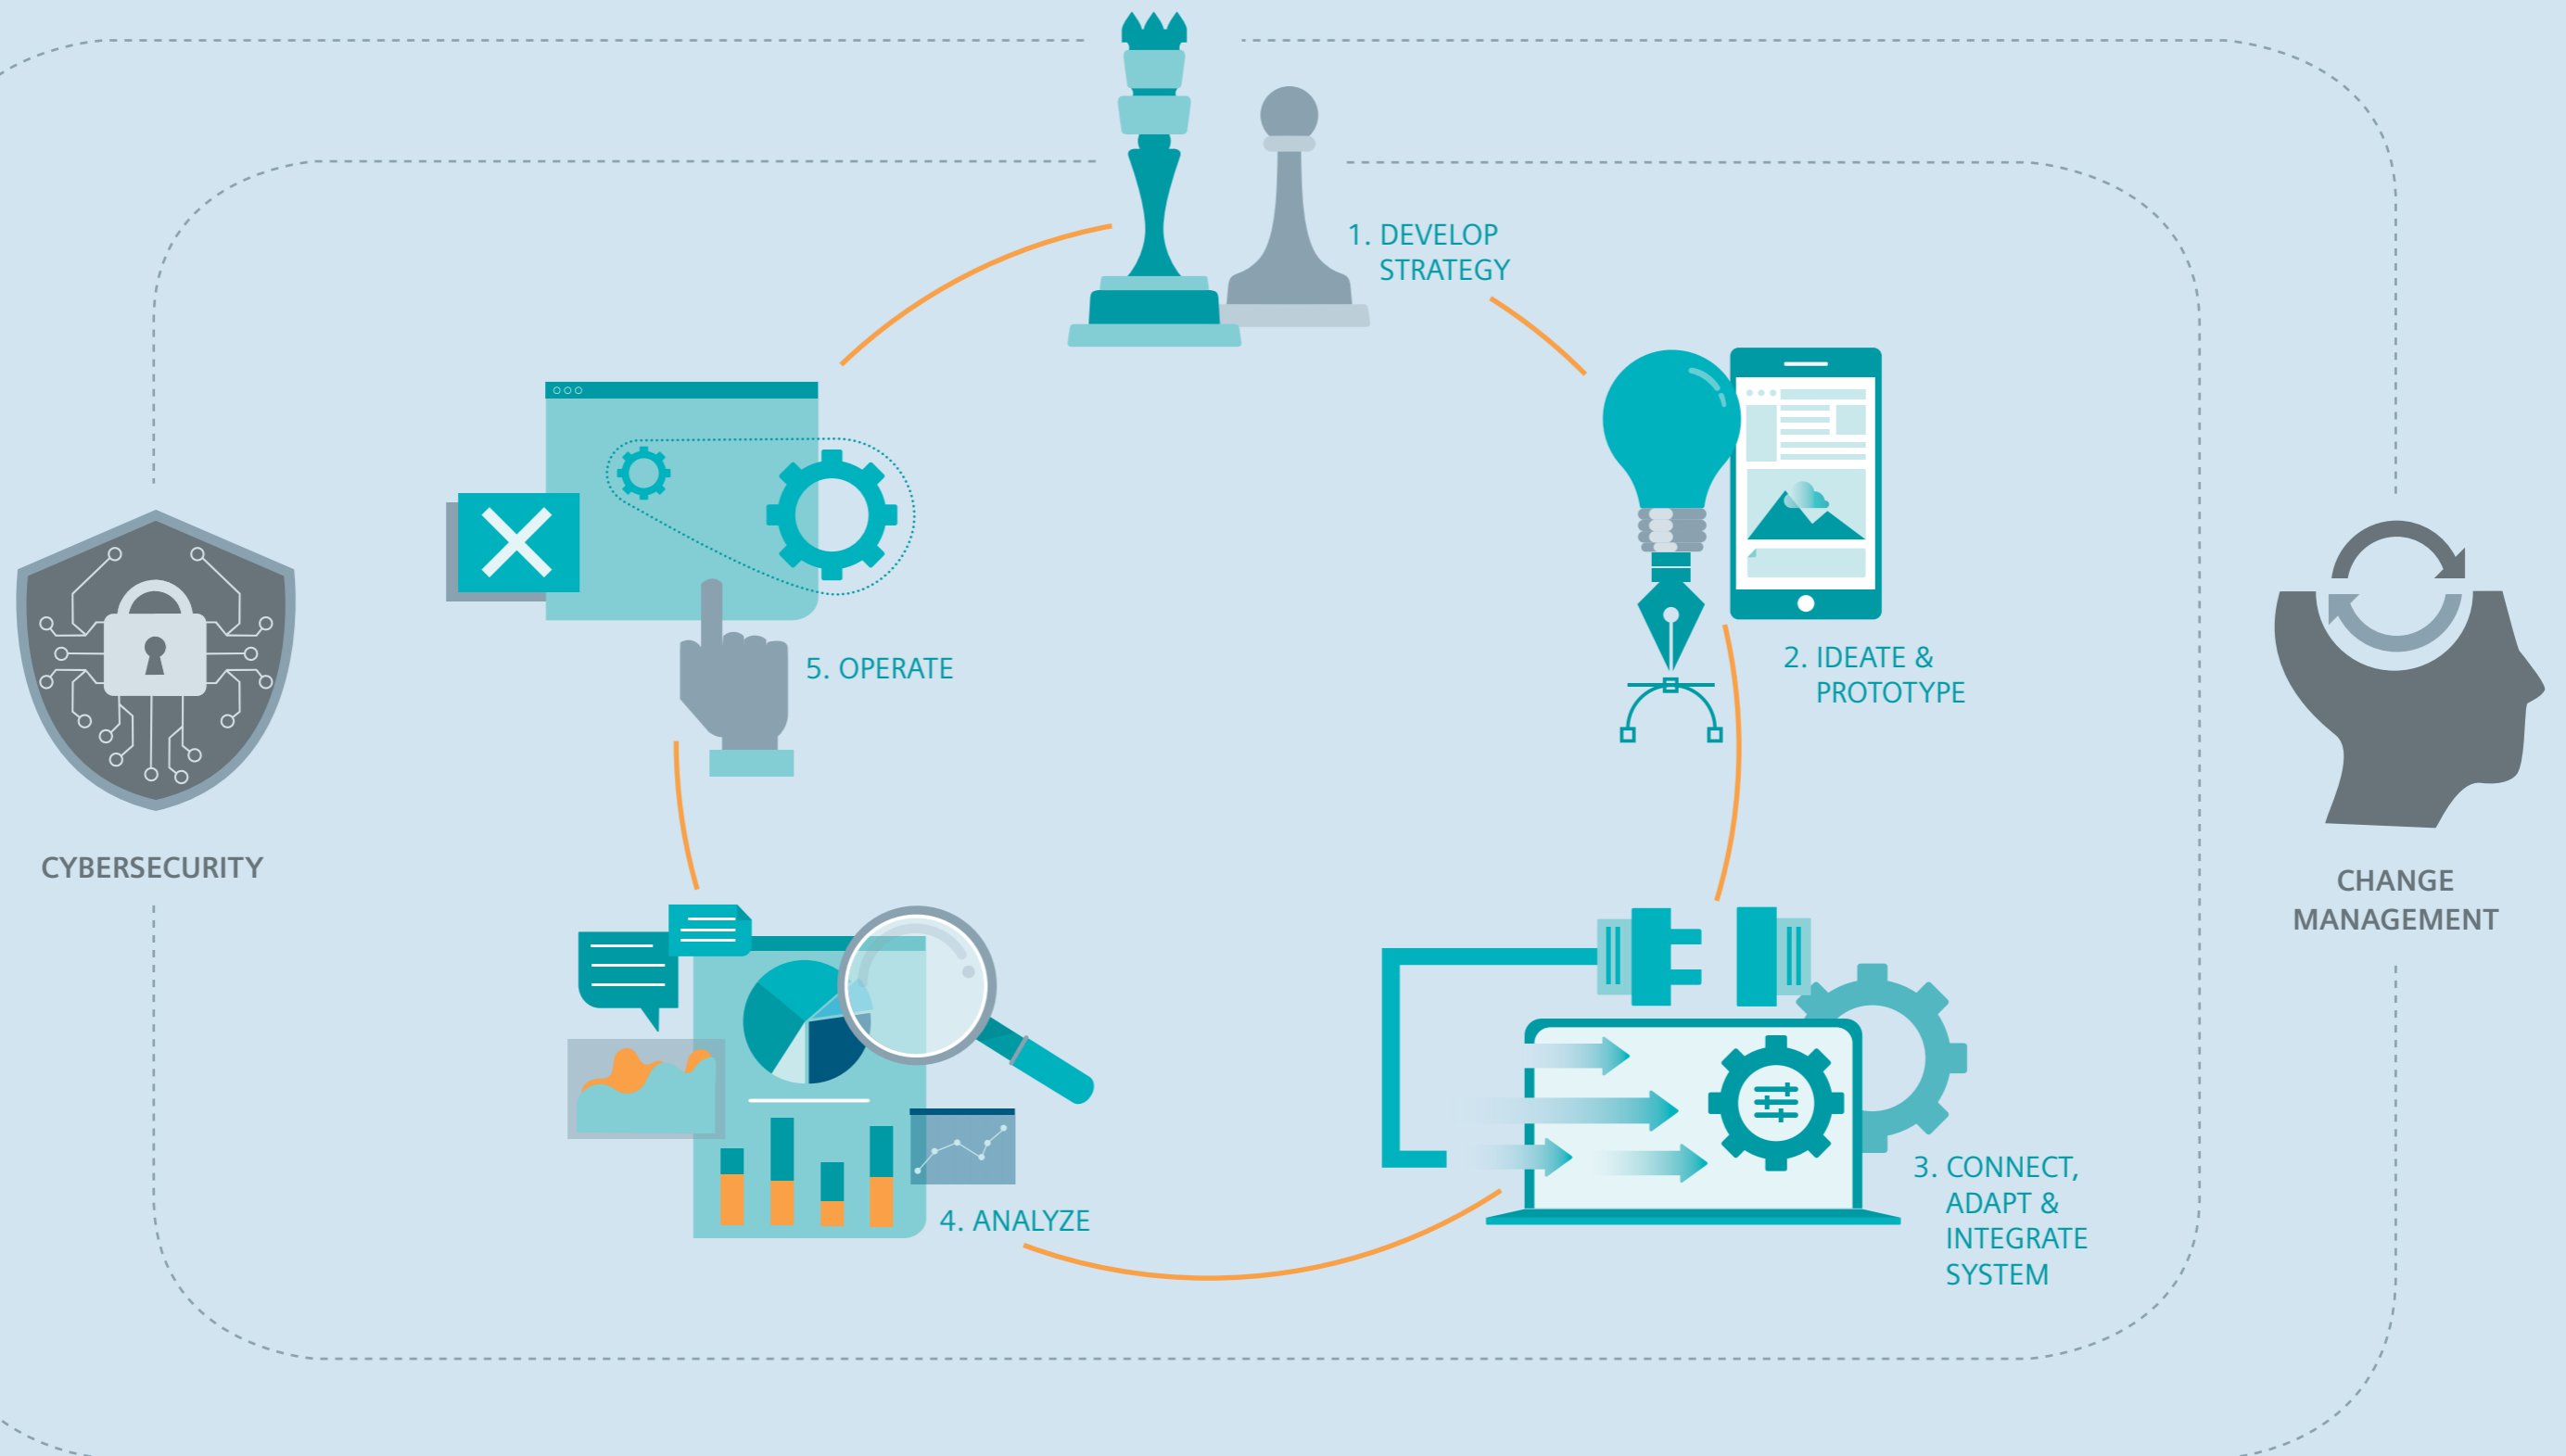 1. DEVELOP
STRATEGY
2. IDEATE &
PROTOTYPE
3. CONNECT,
ADAPT &
INTEGRATE
SYSTEM
4. ANALYZE
5. OPERATE
CYBERSECURITY
CHANGE
MANAGEMENT